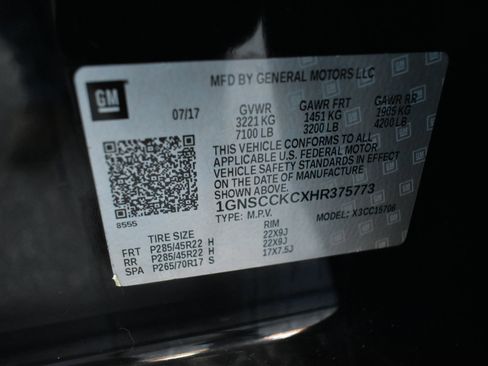 MFD BY GENERAL MOTORS LLC
GM
07/17 GVWR GAWR FRT GAWR RR
3221 KG 1451 KG 1905 KG
7100 LB 3200 LB 4200 LB
THIS VEHICLE CONFORMS TO ALL
APPLICABLE U.S. FEDERAL MOTOR
VEHICLE SAFETY STANDARDS IN EFFECT
ON THE DATE OF MANUFACTURE
SHOWN ABOVE.
1GNSCCKCXHR375773
TYPE: M.P.V. MODEL: X3CC15706
8555
TIRE SIZE RIM
FRT P285/45R22 H 22X9J
RR P285/45R22 H 22X9J
SPA P265/70R17 S 17X7.5J